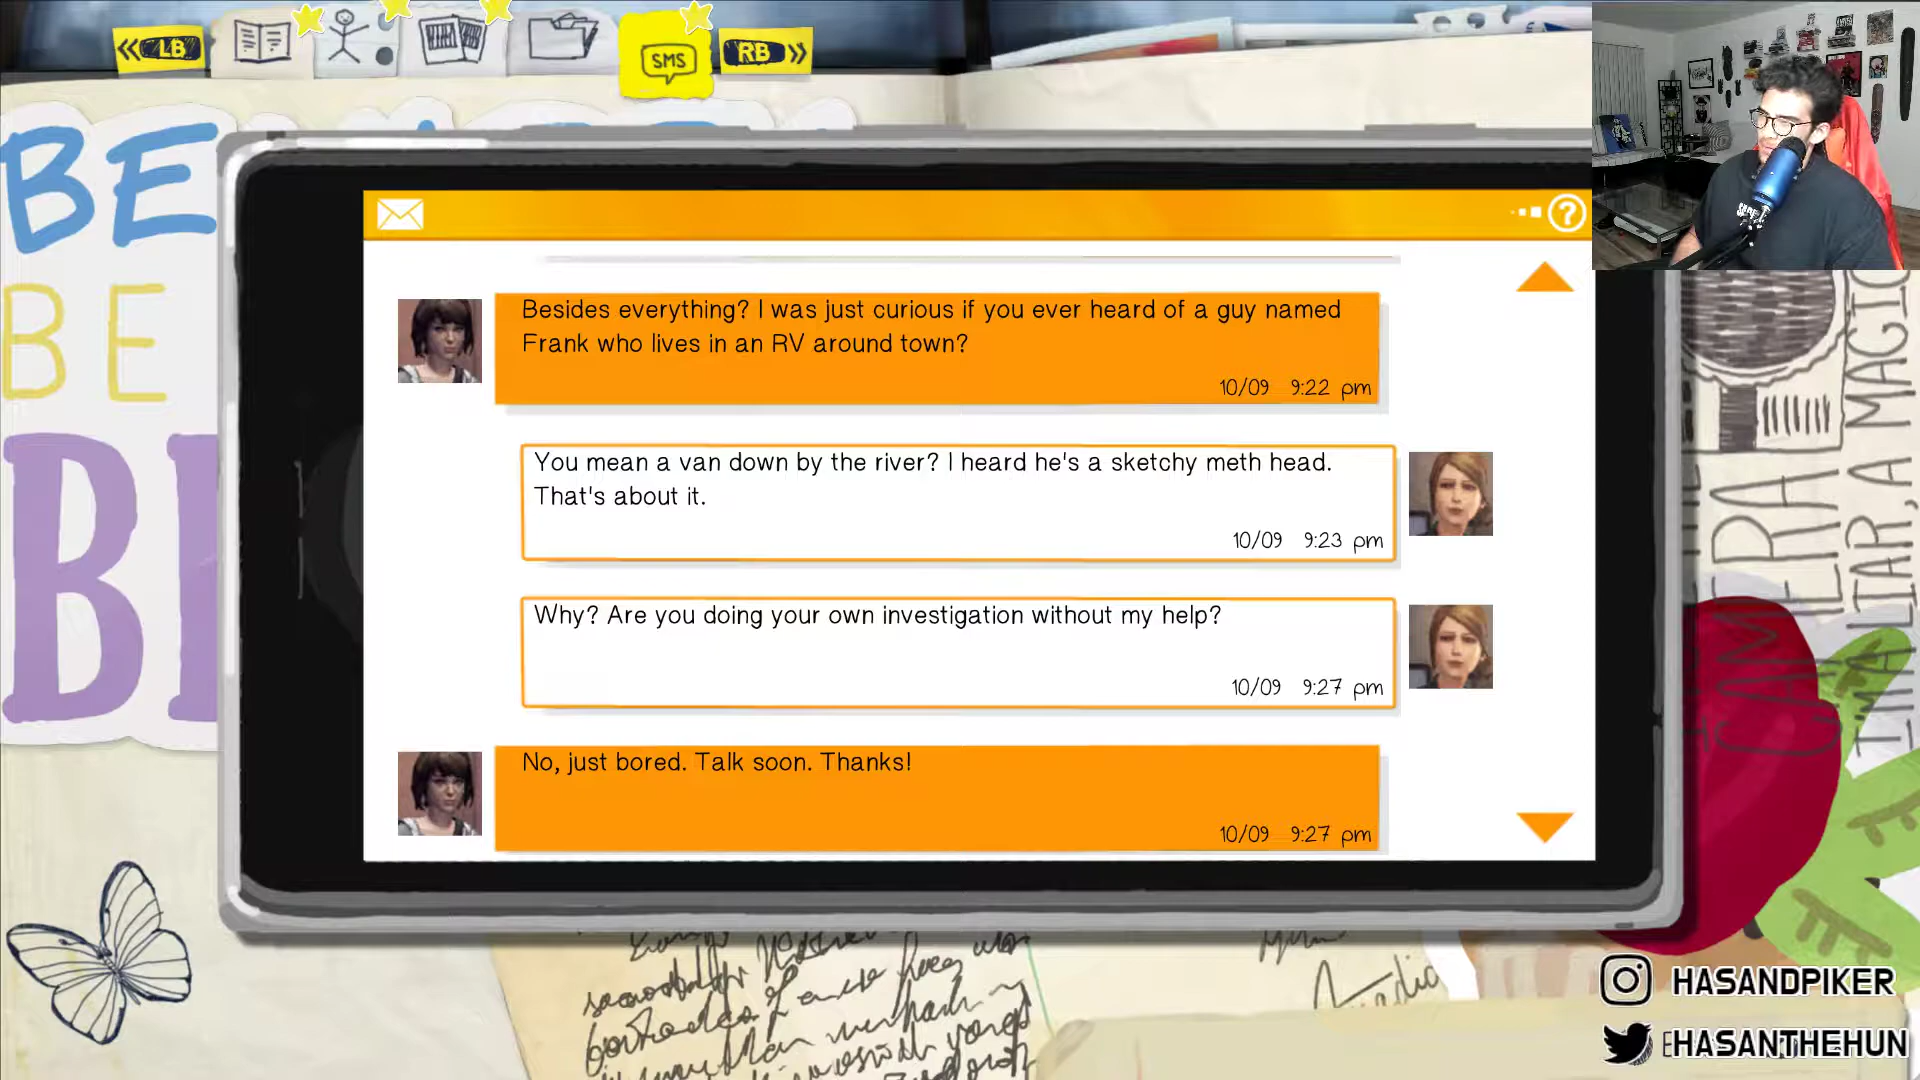 LB
SMS
RB
BE
BE
Besides everything? I was just curious if you ever heard of a guy named
Frank who lives in an RV around town?
10/09 9:22 pm
You mean a van down by the river? I heard he's a sketchy meth head.
That's about it.
10/09 9:23 pm
Why? Are you doing your own investigation without my help?
10/09 9:27 pm
No, just bored. Talk soon. Thanks!
10/09 9:27 pm
?
HASANDPIKER
HASANTHEHUN